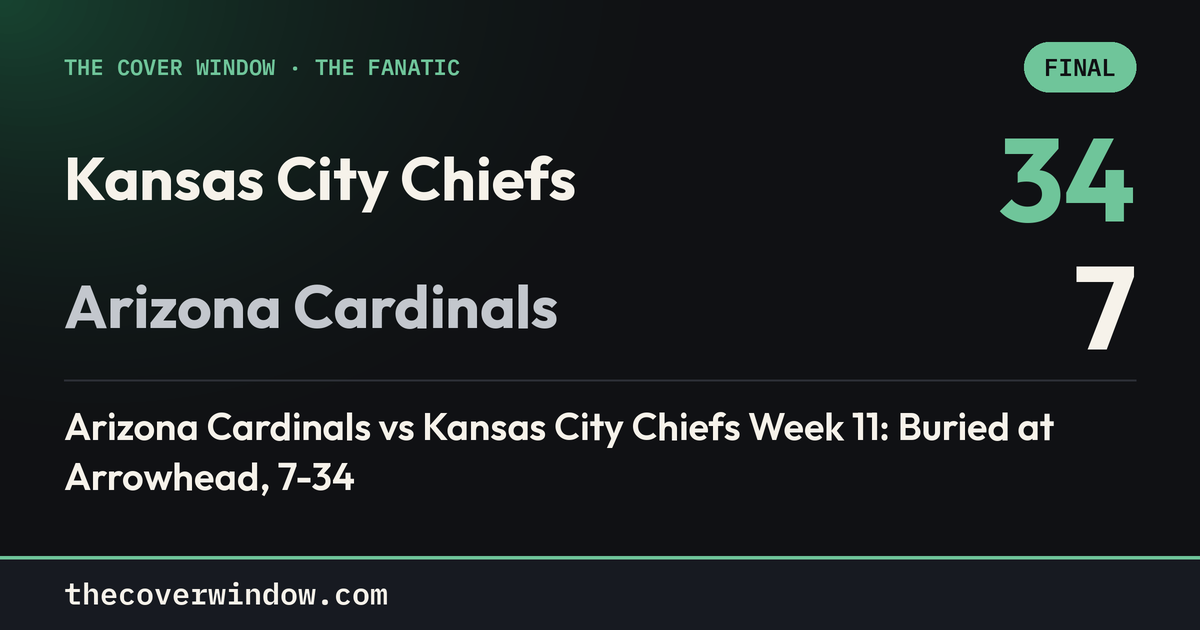 THE COVER WINDOW · THE FANATIC
FINAL
Kansas City Chiefs
34
Arizona Cardinals
7
Arizona Cardinals vs Kansas City Chiefs Week 11: Buried at
Arrowhead, 7-34
thecoverwindow.com